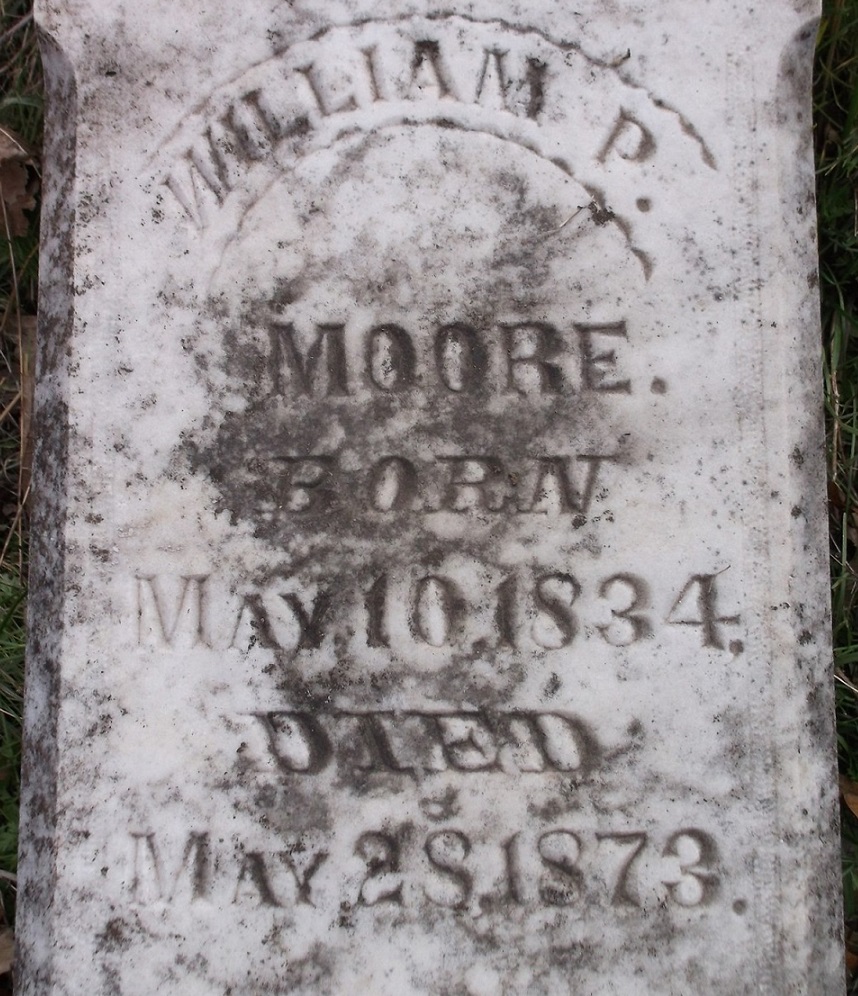 WILLIAM P.
MOORE.
BORN
MAY 10, 1834.
DIED
MAY 28, 1873.